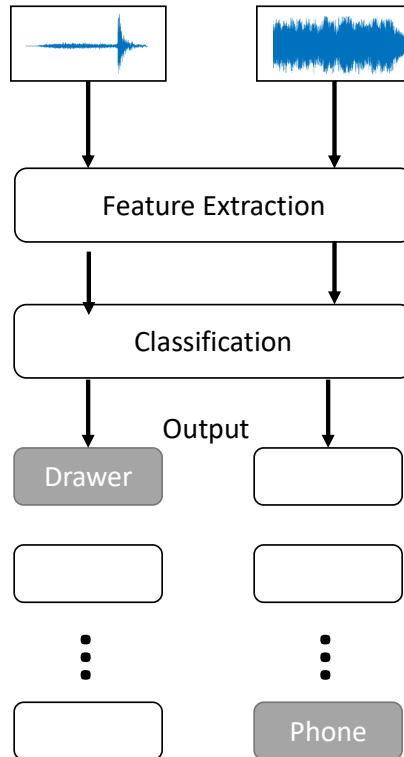 Feature Extraction
Classification
Output
Drawer
Phone